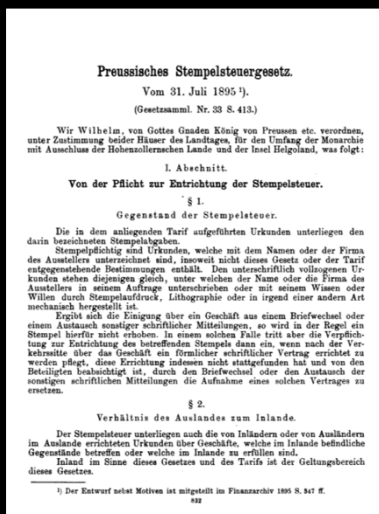 Preussisches Stempelsteuergesetz.
Vom 31. Juli 1895 ¹).
(Gesetzsamml. Nr. 33 S. 413.)
Wir Wilhelm, von Gottes Gnaden König von Preussen etc. verordnen,
unter Zustimmung beider Häuser des Landtages, für den Umfang der Monarchie
mit Ausschluss der Hohenzollernschen Lande und der Insel Helgoland, was folgt:
I. Abschnitt.
Von der Pflicht zur Entrichtung der Stempelsteuer.
§ 1.
Gegenstand der Stempelsteuer.
Die in dem anliegenden Tarif aufgeführten Urkunden unterliegen den
darin bezeichneten Stempelabgaben.
Stempelpflichtig sind Urkunden, welche mit dem Namen oder der Firma
des Ausstellers unterzeichnet sind, insoweit nicht dieses Gesetz oder der Tarif
entgegenstehende Bestimmungen enthält. Den unterschriftlich vollzogenen Ur-
kunden stehen diejenigen gleich, unter welchen der Name oder die Firma des
Ausstellers in seinem Auftrage unterschrieben oder mit seinem Wissen oder
Willen durch Stempelaufdruck, Lithographie oder in irgend einer andern Art
mechanisch hergestellt ist.
Ergibt sich die Einigung über ein Geschäft aus einem Briefwechsel oder
einem Austausch sonstiger schriftlicher Mitteilungen, so wird in der Regel ein
Stempel hierfür nicht erhoben. In einem solchen Falle tritt aber die Verpflich-
tung zur Entrichtung des betreffenden Stempels dann ein, wenn nach der Ver-
kehrssitte über das Geschäft ein förmlicher schriftlicher Vertrag errichtet zu
werden pflegt, diese Errichtung indessen nicht stattgefunden hat und von den
Beteiligten beabsichtigt ist, durch den Briefwechsel oder den Austausch der
sonstigen schriftlichen Mitteilungen die Aufnahme eines solchen Vertrages zu
ersetzen.
§ 2.
Verhältnis des Auslandes zum Inlande.
Der Stempelsteuer unterliegen auch die von Inländern oder von Ausländern
im Auslande errichteten Urkunden über Geschäfte, welche im Inlande befindliche
Gegenstände betreffen oder welche im Inlande zu erfüllen sind.
Inland im Sinne dieses Gesetzes und des Tarifs ist der Geltungsbereich
dieses Gesetzes.
¹) Der Entwurf nebst Motiven ist mitgeteilt im Finanzarchiv 1895 S. 347 ff.
832